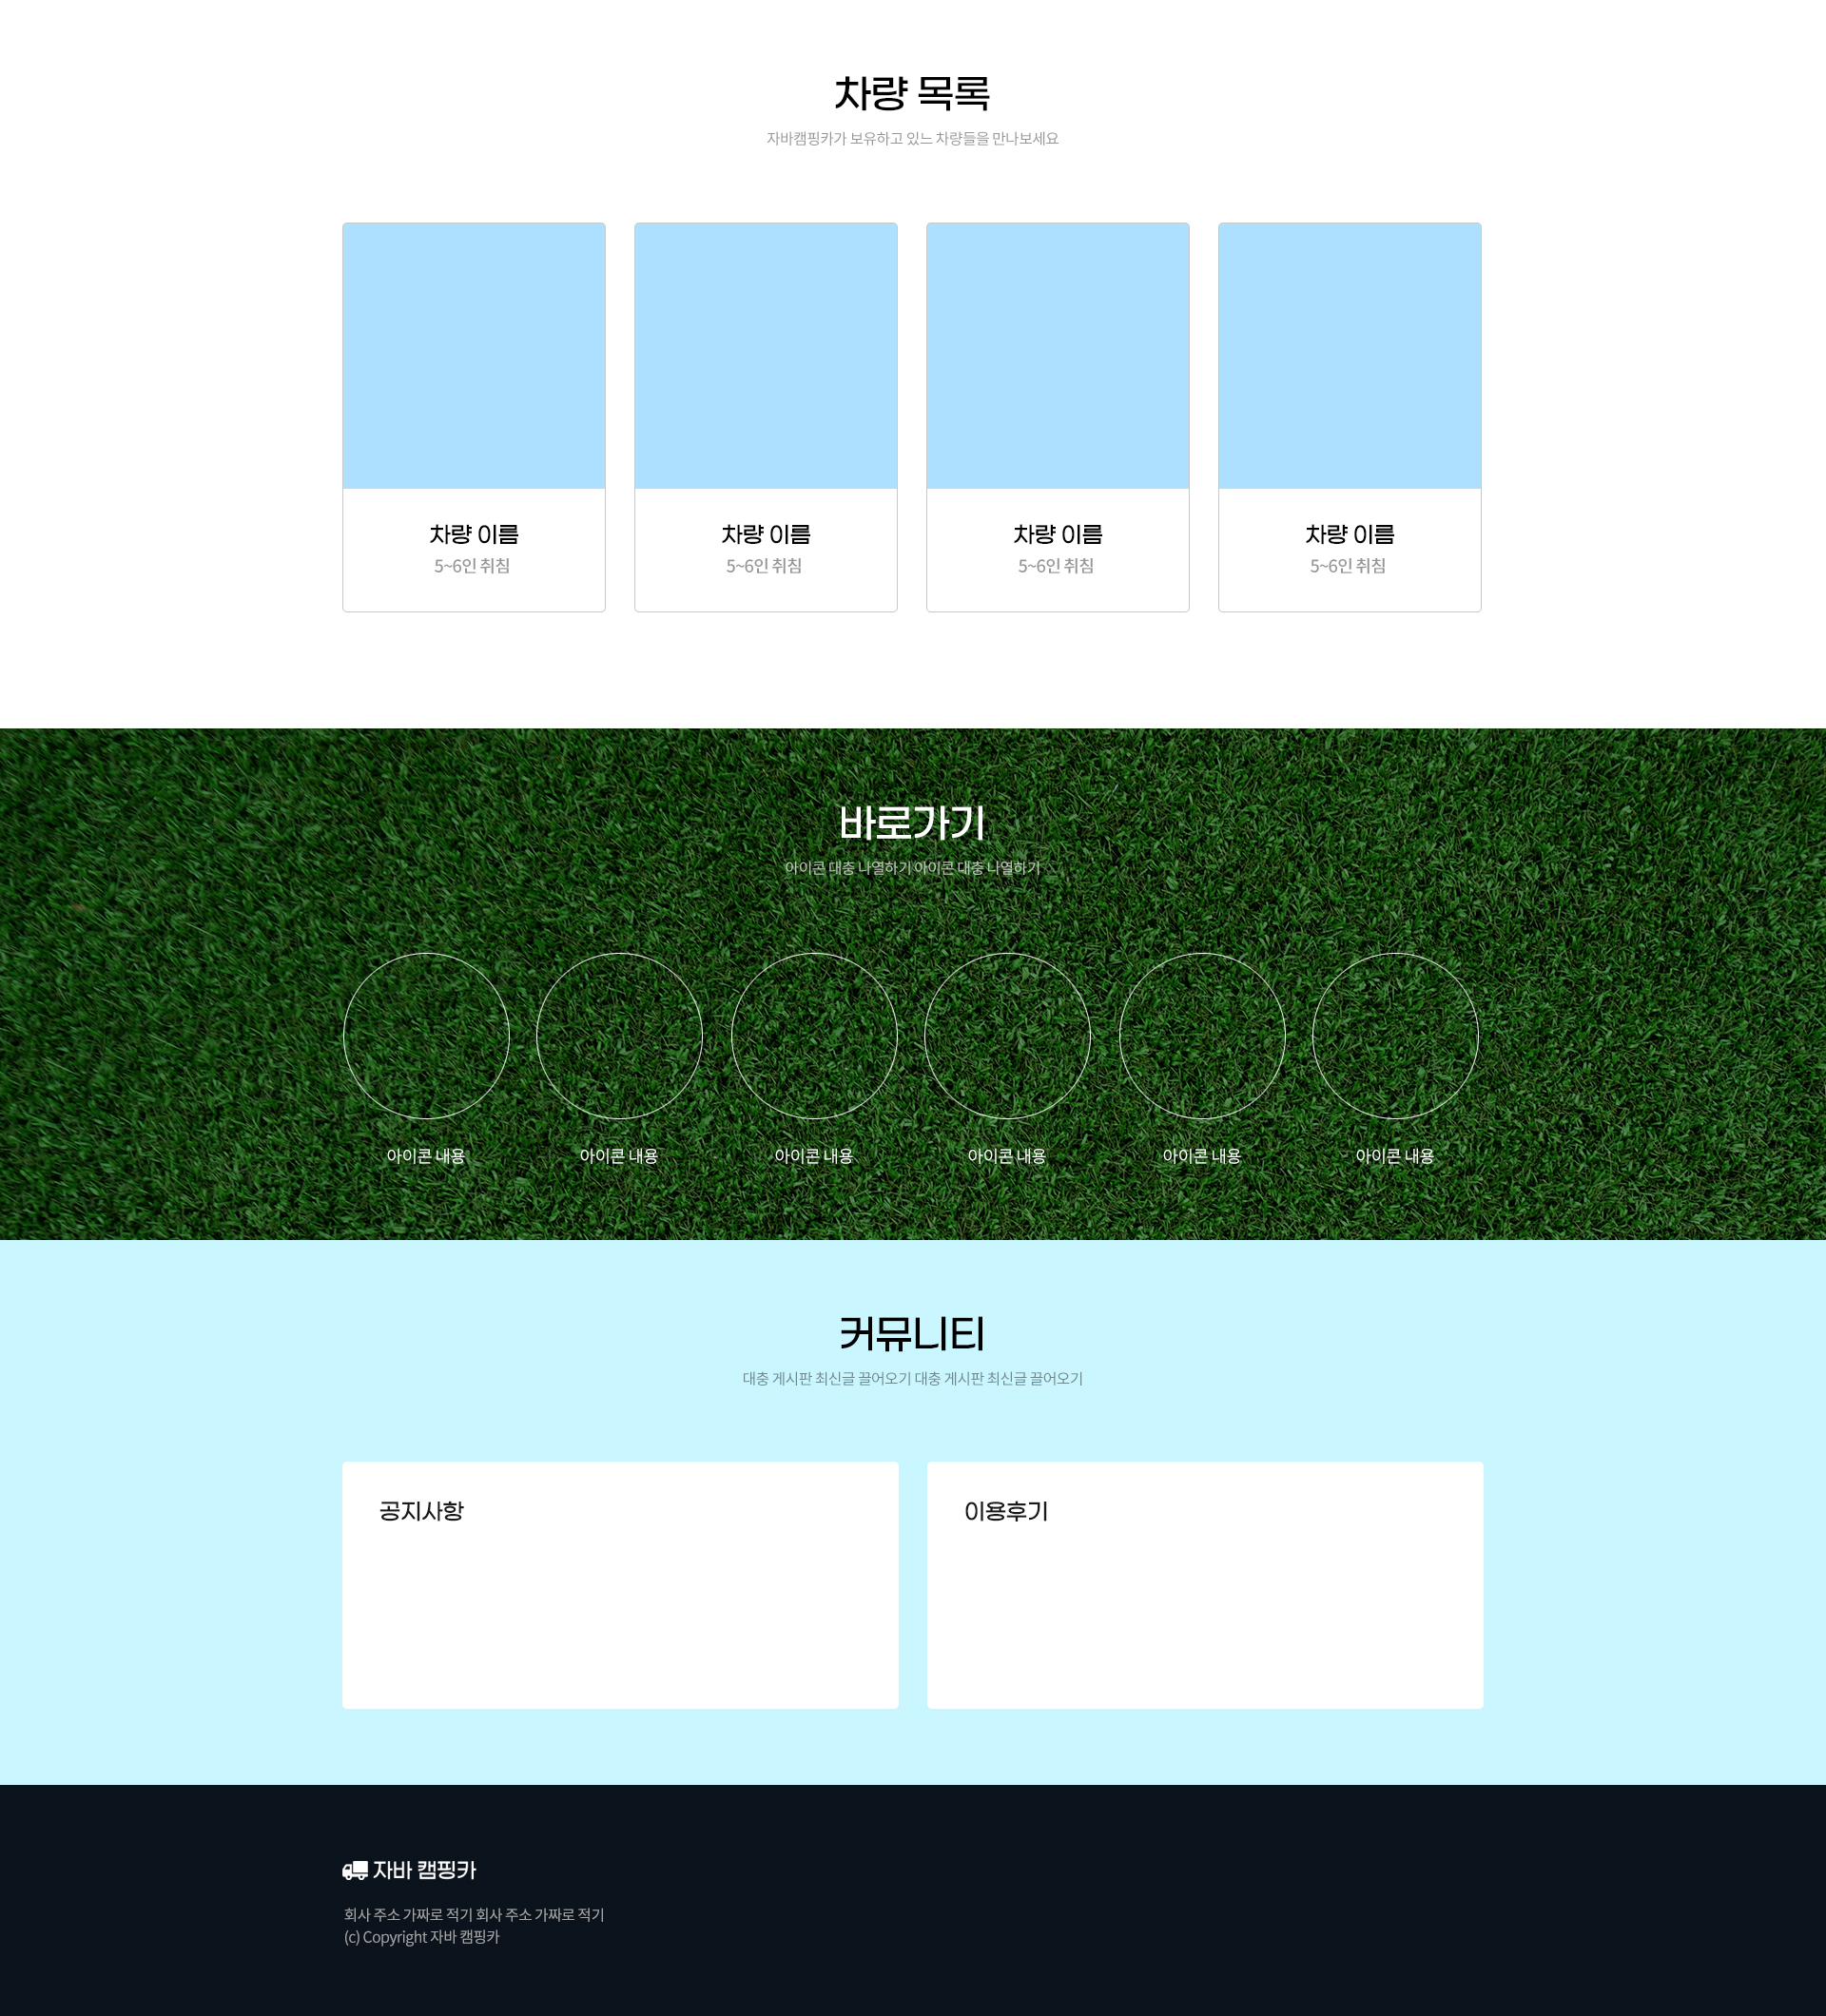 차량 목록
자바캠핑카가 보유하고 있느 차량들을 만나보세요
차량 이름
5~6인 취침
차량 이름
5~6인 취침
차량 이름
5~6인 취침
차량 이름
5~6인 취침
바로가기
아이콘 대충 나열하기 아이콘 대충 나열하기
아이콘 내용
아이콘 내용
아이콘 내용
아이콘 내용
아이콘 내용
아이콘 내용
커뮤니티
대충 게시판 최신글 끌어오기 대충 게시판 최신글 끌어오기
공지사항
이용후기
자바 캠핑카
회사 주소 가짜로 적기 회사 주소 가짜로 적기
(c) Copyright 자바 캠핑카